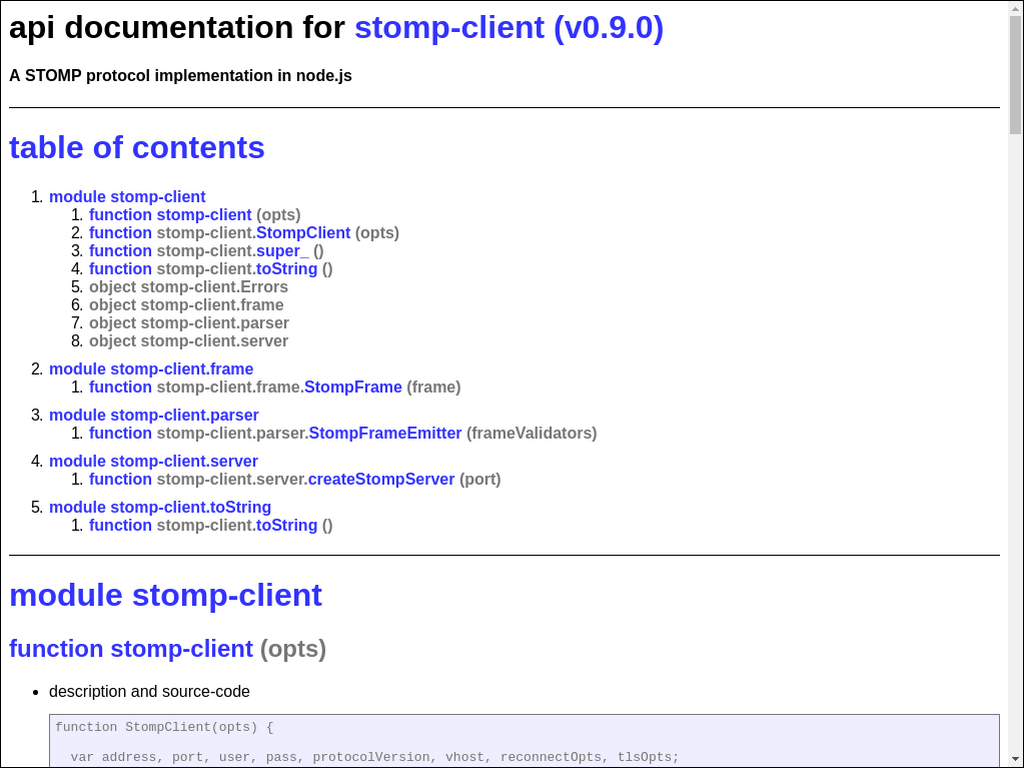 api documentation for stomp-client (v0.9.0)
A STOMP protocol implementation in node.js
table of contents
1. module stomp-client
1. function stomp-client (opts)
2. function stomp-client.StompClient (opts)
3. function stomp-client.super_ ()
4. function stomp-client.toString ()
5. object stomp-client.Errors
6. object stomp-client.frame
7. object stomp-client.parser
8. object stomp-client.server
2. module stomp-client.frame
1. function stomp-client.frame.StompFrame (frame)
3. module stomp-client.parser
1. function stomp-client.parser.StompFrameEmitter (frameValidators)
4. module stomp-client.server
1. function stomp-client.server.createStompServer (port)
5. module stomp-client.toString
1. function stomp-client.toString ()
module stomp-client
function stomp-client (opts)
• description and source-code
function StompClient(opts) {
var address, port, user, pass, protocolVersion, vhost, reconnectOpts, tlsOpts;